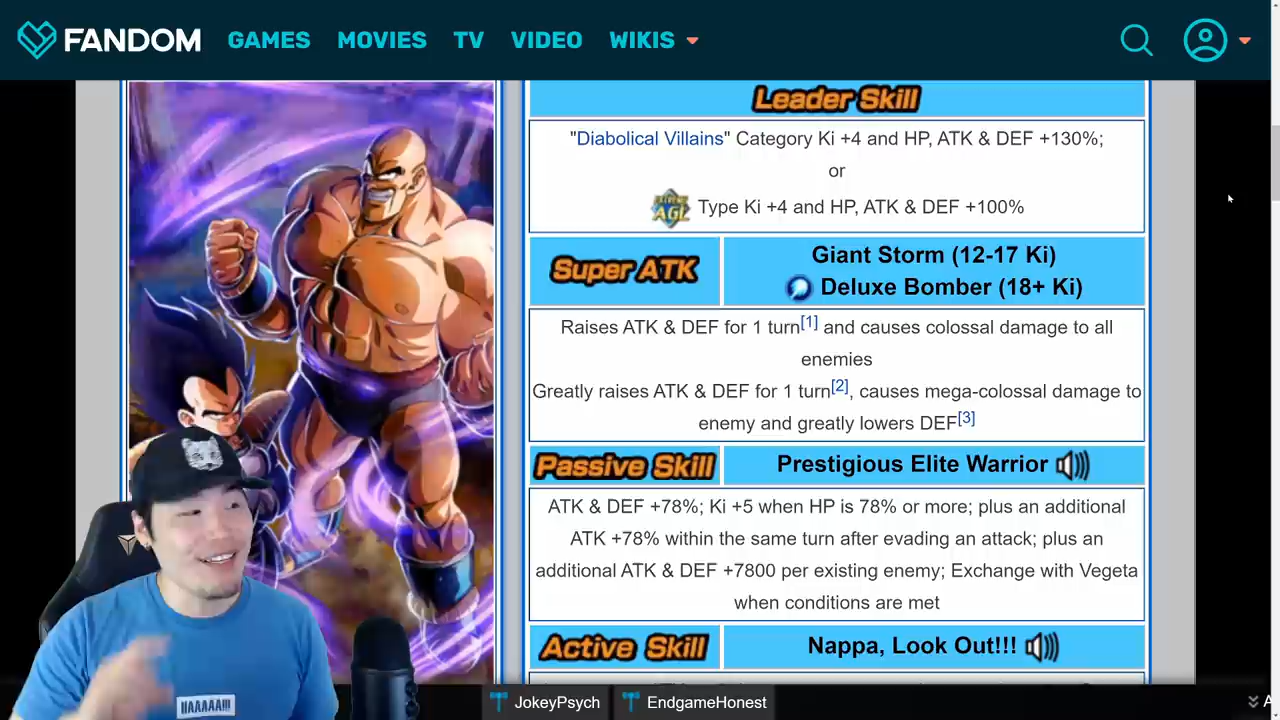 FANDOM GAMES MOVIES TV VIDEO WIKIS
Leader Skill
"Diabolical Villains" Category Ki +4 and HP, ATK & DEF +130%;
or
EXTREME AGL Type Ki +4 and HP, ATK & DEF +100%
Super ATK
Giant Storm (12-17 Ki)
Deluxe Bomber (18+ Ki)
Raises ATK & DEF for 1 turn[1] and causes colossal damage to all
enemies
Greatly raises ATK & DEF for 1 turn[2], causes mega-colossal damage to
enemy and greatly lowers DEF[3]
Passive Skill
Prestigious Elite Warrior
ATK & DEF +78%; Ki +5 when HP is 78% or more; plus an additional
ATK +78% within the same turn after evading an attack; plus an
additional ATK & DEF +7800 per existing enemy; Exchange with Vegeta
when conditions are met
Active Skill
Nappa, Look Out!!!
JokeyPsych EndgameHonest A